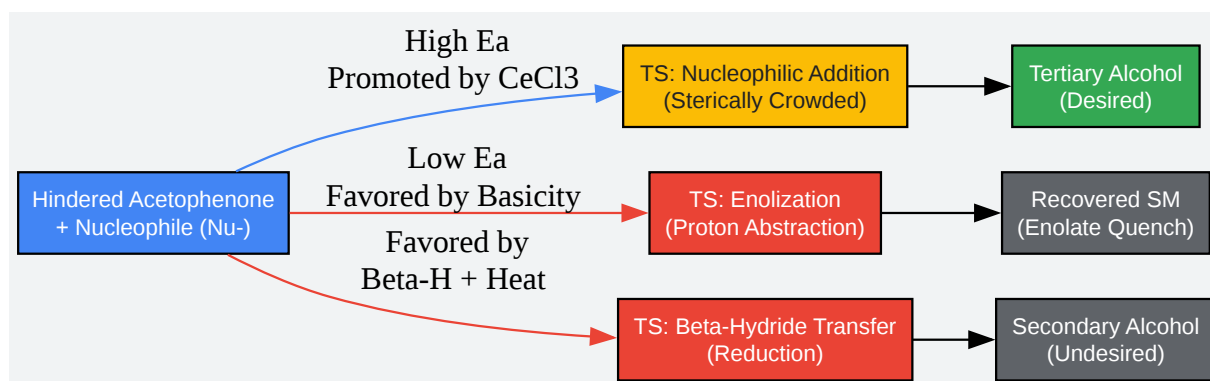 High Ea
Promoted by CeCl3
TS: Nucleophilic Addition
(Sterically Crowded)
Tertiary Alcohol
(Desired)
Hindered Acetophenone
+ Nucleophile (Nu-)
Low Ea
Favored by Basicity
TS: Enolization
(Proton Abstraction)
Recovered SM
(Enolate Quench)
Favored by
Beta-H + Heat
TS: Beta-Hydride Transfer
(Reduction)
Secondary Alcohol
(Undesired)